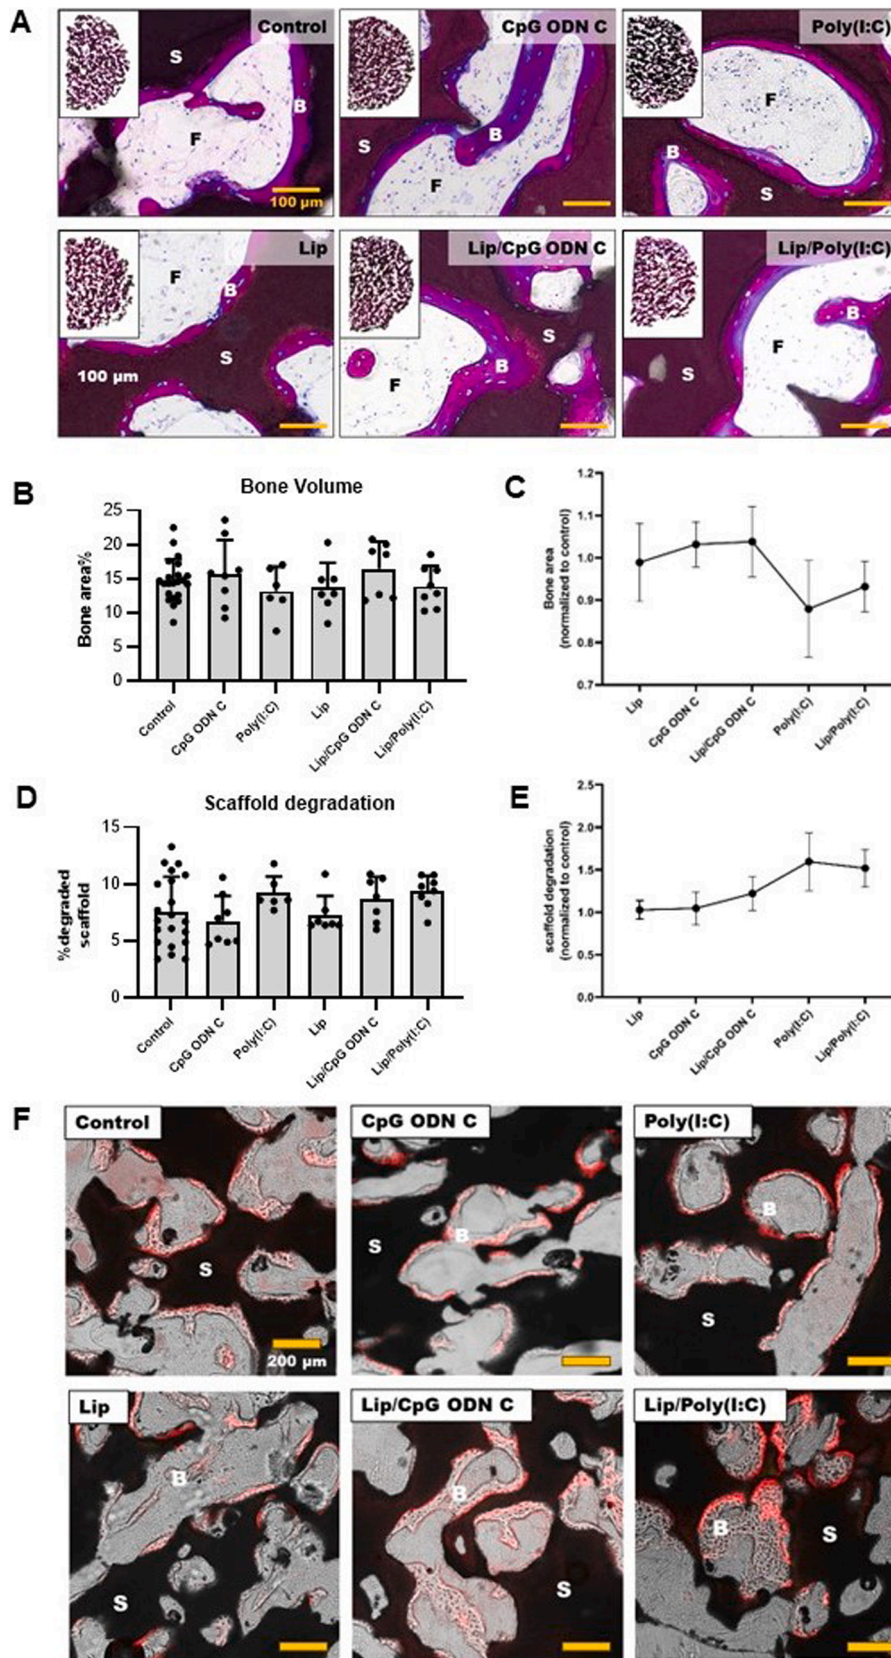 A
Control
S
B
F
100 µm
CpG ODN C
B
S
F
Poly(I:C)
F
B
S
Lip
F
B
S
100 µm
Lip/CpG ODN C
S
B
F
Lip/Poly(I:C)
B
F
S
B
Bone Volume
Bone area%
25
20
15
10
5
0
Control
CpG ODN C
Poly(I:C)
Lip
Lip/CpG ODN C
Lip/Poly(I:C)
C
Bone area
(normalized to control)
1.2
1.1
1.0
0.9
0.8
0.7
Lip
CpG ODN C
Lip/CpG ODN C
Poly(I:C)
Lip/Poly(I:C)
D
Scaffold degradation
%degraded
scaffold
15
10
5
0
Control
CpG ODN C
Poly(I:C)
Lip
Lip/CpG ODN C
Lip/Poly(I:C)
E
scaffold degradation
(normalized to control)
2.5
2.0
1.5
1.0
0.5
0.0
Lip
CpG ODN C
Lip/CpG ODN C
Poly(I:C)
Lip/Poly(I:C)
F
Control
S
200 µm
CpG ODN C
B
S
Poly(I:C)
B
S
Lip
B
S
Lip/CpG ODN C
B
S
Lip/Poly(I:C)
B
S